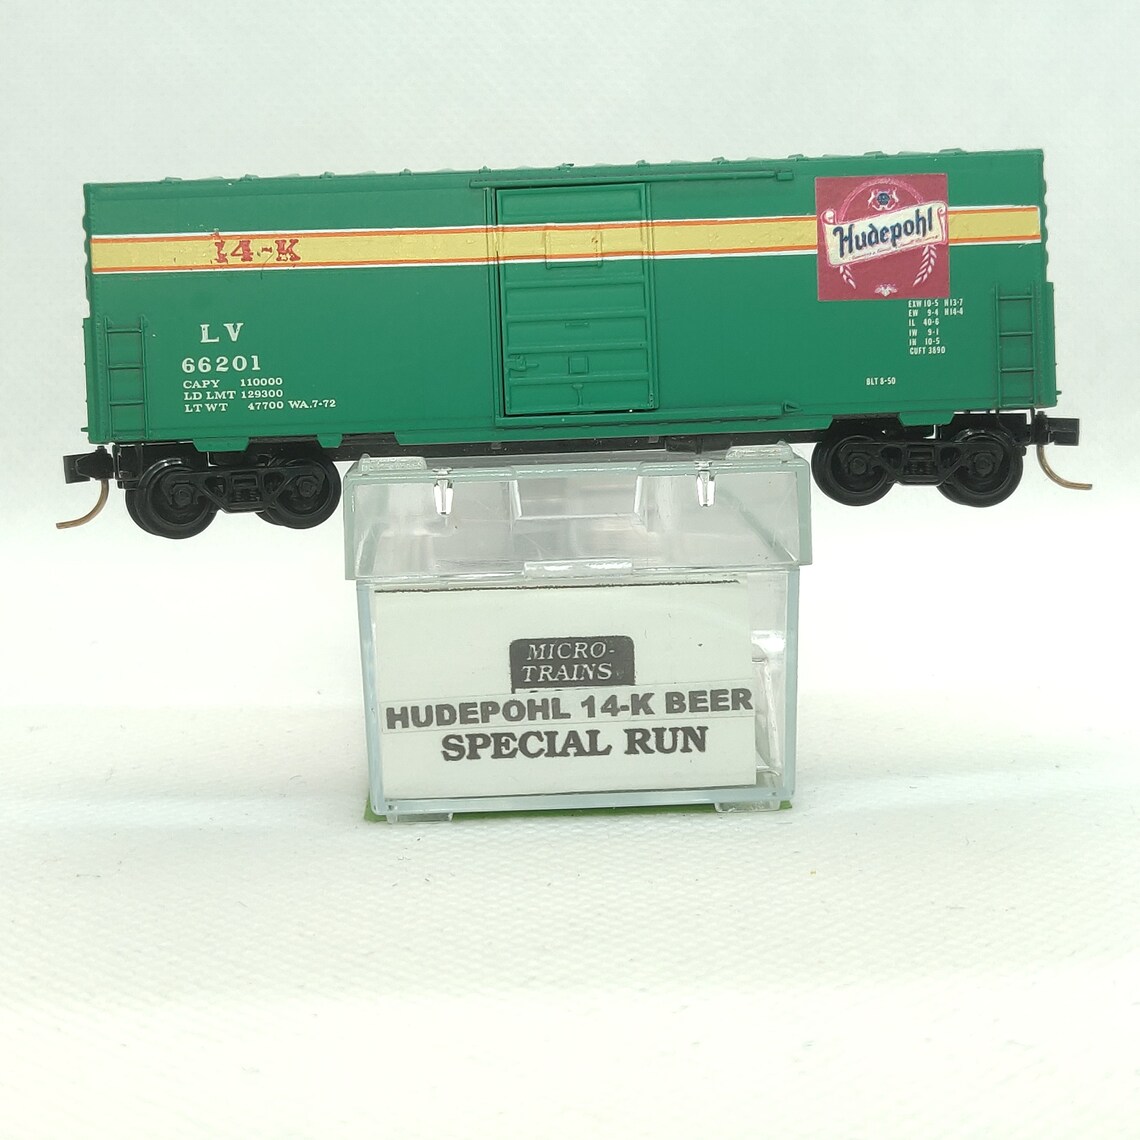 14-K
LV
66201
CAPY 110000
LD LMT 129300
LT WT 47700 WA.7-72
Hudepohl
EXW 10-5 H 13-7
EW 9-4 H 14-4
IL 40-6
IW 9-1
IH 10-5
CUFT 3890
BLT 8-50
MICRO-
TRAINS
HUDEPOHL 14-K BEER
SPECIAL RUN